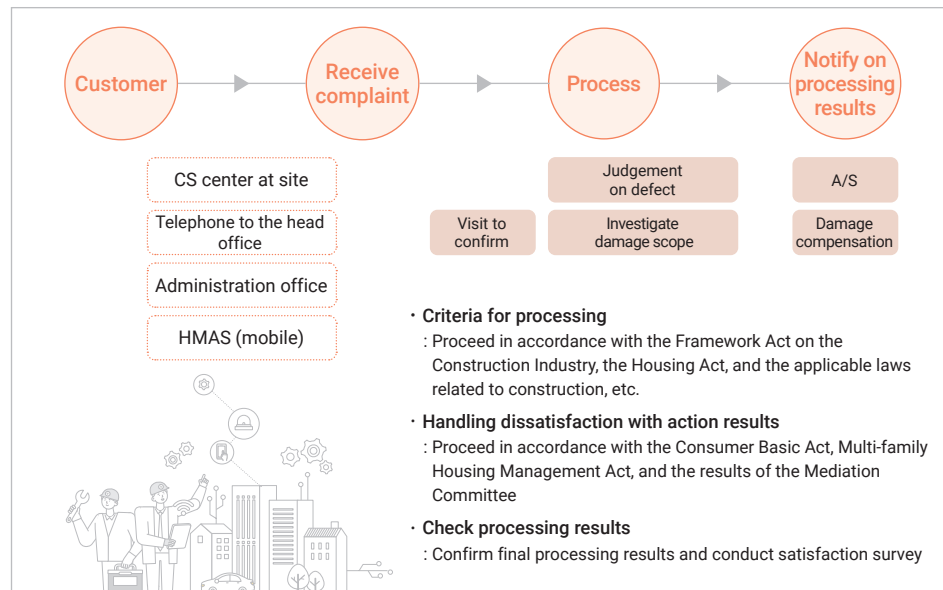 Customer
Receive
complaint
Process
Notify on
processing
results
CS center at site
Telephone to the head
office
Administration office
HMAS (mobile)
Visit to
confirm
Judgement
on defect
Investigate
damage scope
A/S
Damage
compensation
· Criteria for processing
: Proceed in accordance with the Framework Act on the
Construction Industry, the Housing Act, and the applicable laws
related to construction, etc.
· Handling dissatisfaction with action results
: Proceed in accordance with the Consumer Basic Act, Multi-family
Housing Management Act, and the results of the Mediation
Committee
· Check processing results
: Confirm final processing results and conduct satisfaction survey